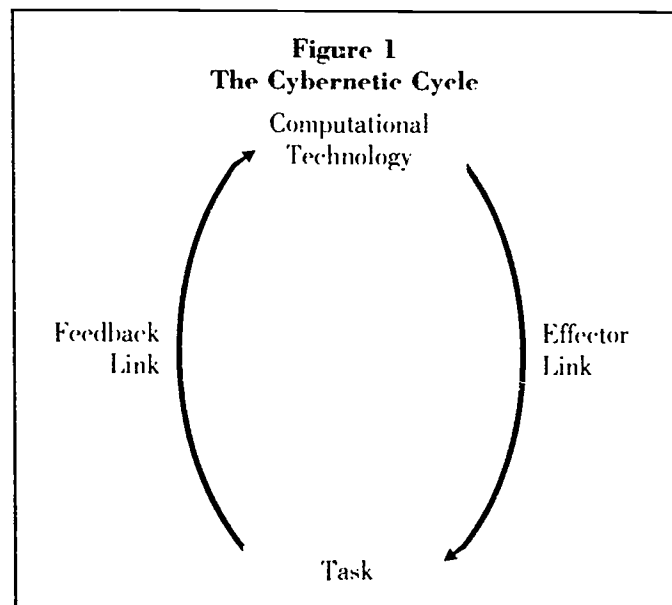 Figure 1
The Cybernetic Cycle
Computational
Technology
Feedback
Link
Effector
Link
Task